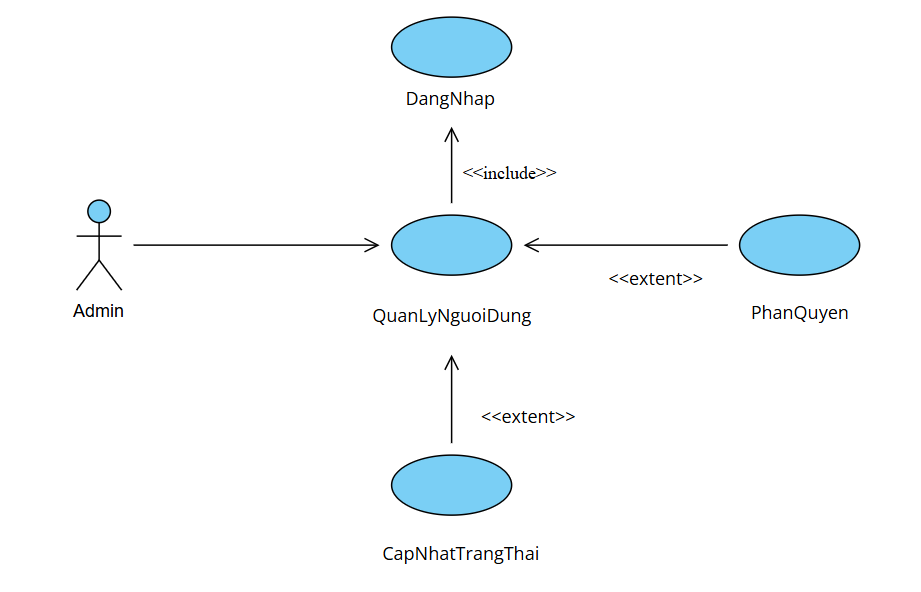 DangNhap
<<include>>
Admin
QuanLyNguoiDung
<<extent>>
PhanQuyen
<<extent>>
CapNhatTrangThai